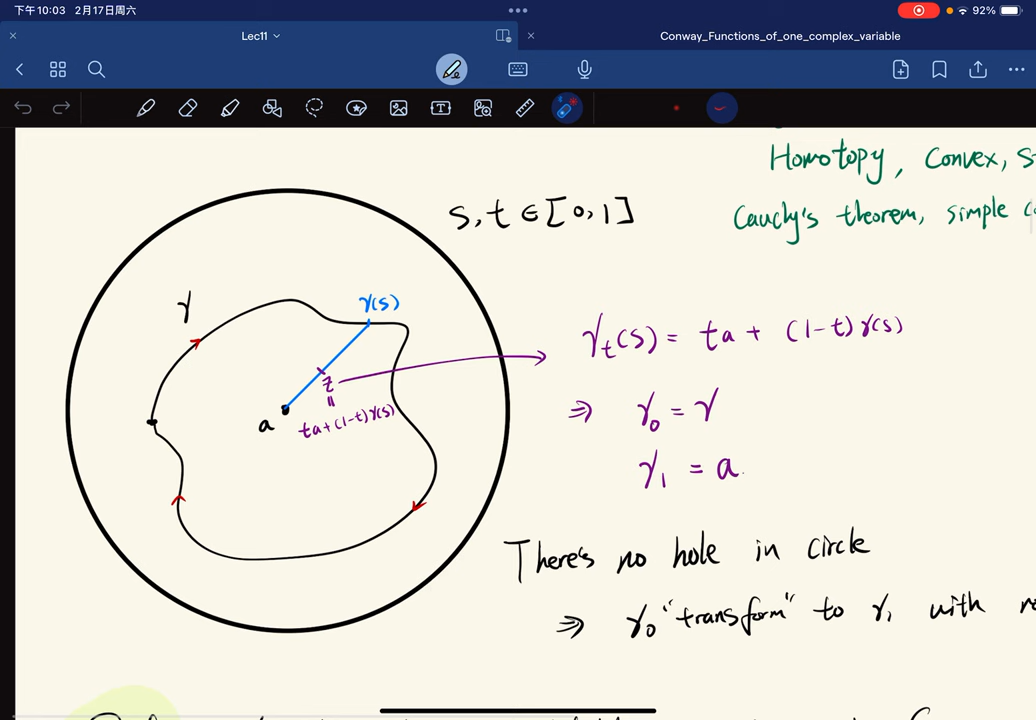 下午10:03 2月17日周六
92%
Lec11
Conway_Functions_of_one_complex_variable
Homotopy, Convex,
Cauchy's theorem, simple
s, t ∈ [0,1]
γ
γ(s)
γₜ(s) = ta + (1-t)γ(s)
z
=
ta+(1-t)γ(s)
a
⇒ γ₀ = γ
γ₁ = a
There's no hole in circle
⇒ γ₀ "transform" to γ₁ with